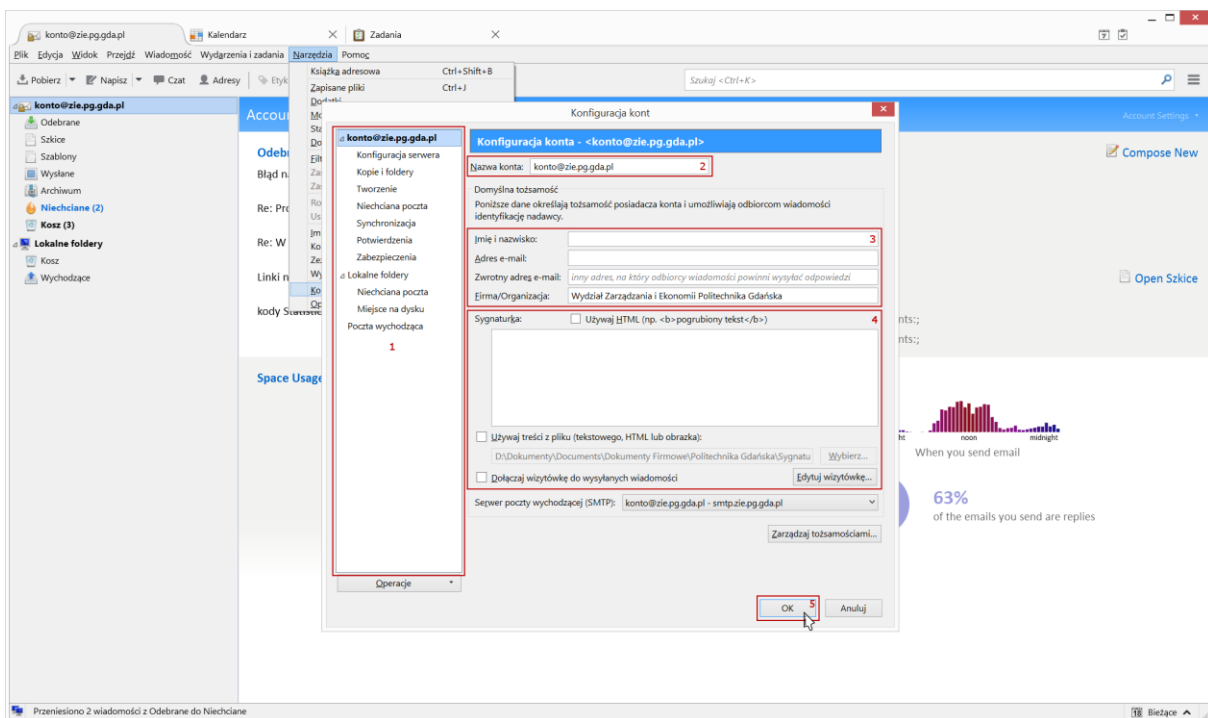 konto@zie.pg.gda.pl
Kalendarz
Zadania
Plik Edycja Widok Przejdź Wiadomość Wydarzenia i zadania Narzędzia Pomoc
Pobierz Napisz Czat Adresy Etyk
Szukaj <Ctrl+K>
Książka adresowa Ctrl+Shift+B
Zapisane pliki Ctrl+J
Dodatki
konto@zie.pg.gda.pl
Odebrane
Szkice
Szablony
Wysłane
Archiwum
Niechciane (2)
Kosz (3)
Lokalne foldery
Kosz
Wychodzące
Accou
Account Settings
Odebr
Błąd n
Re: Pro
Re: W
Linki n
kody Statistic
Space Usage
Compose New
Open Szkice
Konfiguracja kont
konto@zie.pg.gda.pl
Konfiguracja serwera
Kopie i foldery
Tworzenie
Niechciana poczta
Synchronizacja
Potwierdzenia
Zabezpieczenia
Lokalne foldery
Niechciana poczta
Miejsce na dysku
Poczta wychodząca
1
Operacje
Konfiguracja konta - <konto@zie.pg.gda.pl>
Nazwa konta: konto@zie.pg.gda.pl 2
Domyślna tożsamość
Poniższe dane określają tożsamość posiadacza konta i umożliwiają odbiorcom wiadomości
identyfikację nadawcy.
Imię i nazwisko: 3
Adres e-mail:
Zwrotny adres e-mail: inny adres, na który odbiorcy wiadomości powinni wysyłać odpowiedzi
Firma/Organizacja: Wydział Zarządzania i Ekonomii Politechnika Gdańska
Sygnaturka: Używaj HTML (np. <b>pogrubiony tekst</b>) 4
Używaj treści z pliku (tekstowego, HTML lub obrazka):
D:\Dokumenty\Documents\Dokumenty Firmowe\Politechnika Gdańska\Sygnatu Wybierz...
Dołączaj wizytówkę do wysyłanych wiadomości Edytuj wizytówkę...
Serwer poczty wychodzącej (SMTP): konto@zie.pg.gda.pl - smtp.zie.pg.gda.pl
Zarządzaj tożsamościami...
OK 5 Anuluj
nts:;
nts:;
ht noon midnight
When you send email
63%
of the emails you send are replies
Przeniesiono 2 wiadomości z Odebrane do Niechciane
18 Bieżące